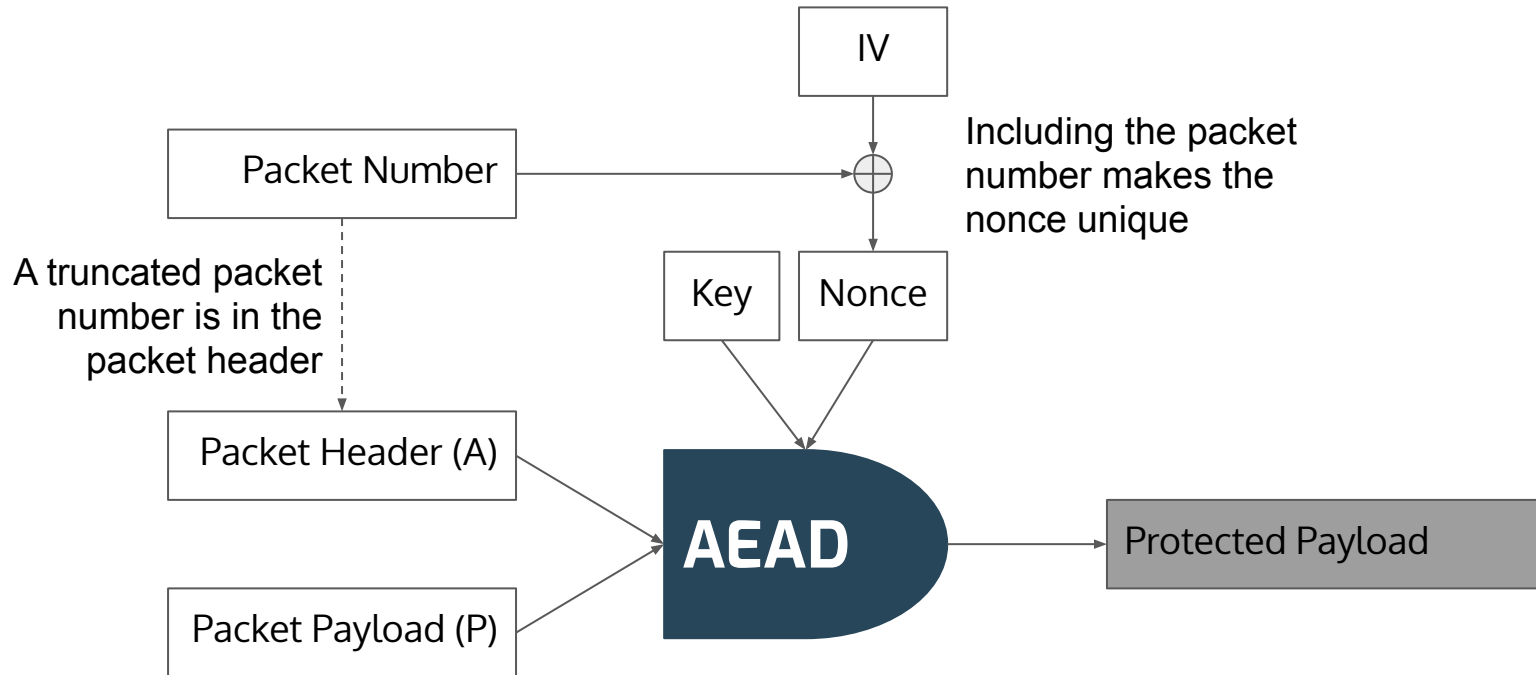 IV
Including the packet
number makes the
nonce unique
Packet Number
A truncated packet
number is in the
packet header
Key
Nonce
Packet Header (A)
AEAD
Protected Payload
Packet Payload (P)